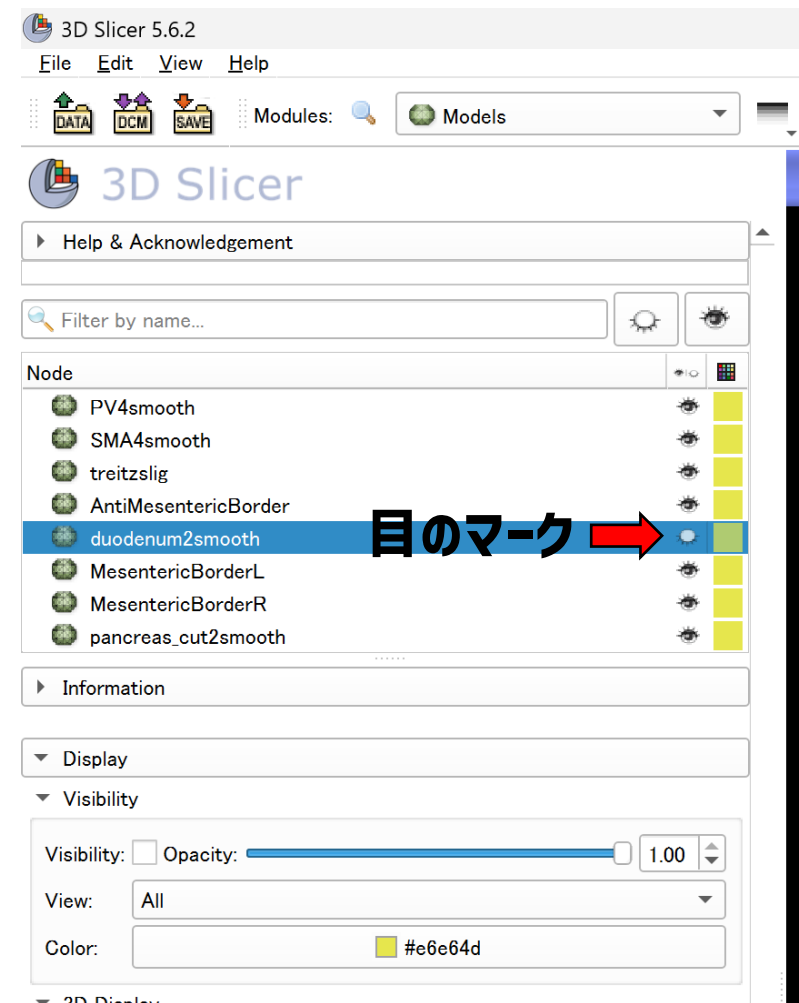 3D Slicer 5.6.2
File Edit View Help
DATA DCM SAVE Modules: Models
3D Slicer
Help & Acknowledgement
Filter by name...
Node
PV4smooth
SMA4smooth
treitzslig
AntiMesentericBorder
duodenum2smooth 目のマーク
MesentericBorderL
MesentericBorderR
pancreas_cut2smooth
Information
Display
Visibility
Visibility: Opacity: 1.00
View: All
Color: #e6e64d
3D Display